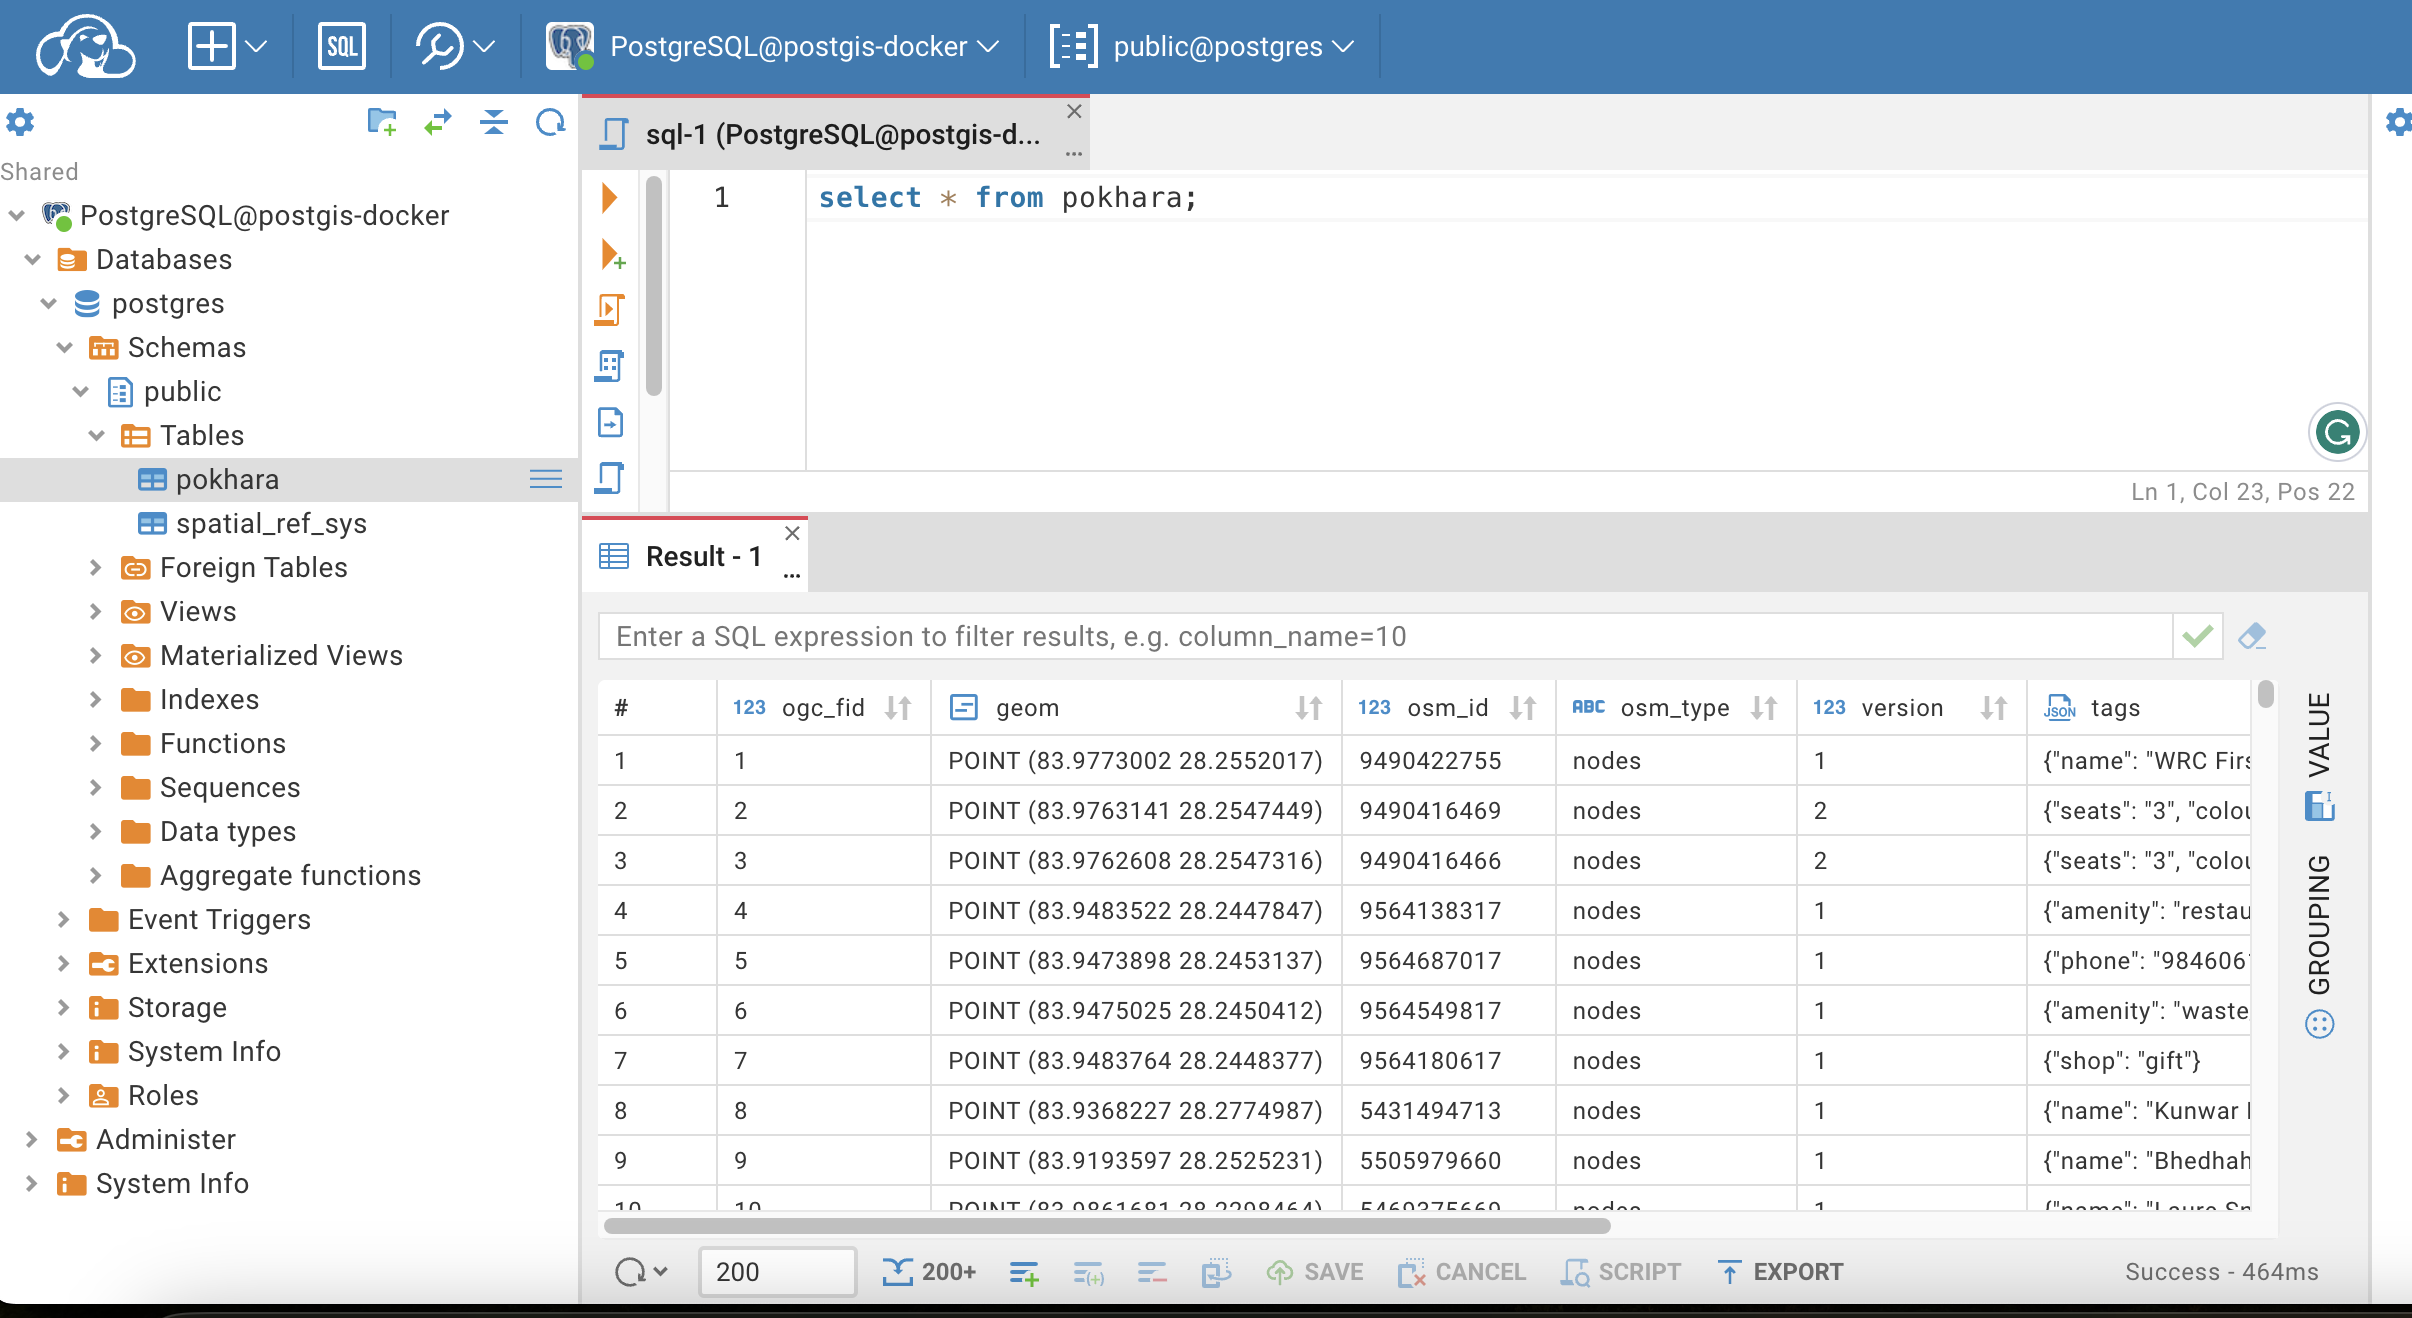 SQL PostgreSQL@postgis-docker public@postgres
Shared
PostgreSQL@postgis-docker
Databases
postgres
Schemas
public
Tables
pokhara
spatial_ref_sys
Foreign Tables
Views
Materialized Views
Indexes
Functions
Sequences
Data types
Aggregate functions
Event Triggers
Extensions
Storage
System Info
Roles
Administer
System Info
sql-1 (PostgreSQL@postgis-d...
1 select * from pokhara;
Ln 1, Col 23, Pos 22
Result - 1
Enter a SQL expression to filter results, e.g. column_name=10
# 123 ogc_fid geom 123 osm_id ABC osm_type 123 version JSON tags
1 1 POINT (83.9773002 28.2552017) 9490422755 nodes 1 {"name": "WRC Firs
2 2 POINT (83.9763141 28.2547449) 9490416469 nodes 2 {"seats": "3", "colou
3 3 POINT (83.9762608 28.2547316) 9490416466 nodes 2 {"seats": "3", "colou
4 4 POINT (83.9483522 28.2447847) 9564138317 nodes 1 {"amenity": "restau
5 5 POINT (83.9473898 28.2453137) 9564687017 nodes 1 {"phone": "984606
6 6 POINT (83.9475025 28.2450412) 9564549817 nodes 1 {"amenity": "waste
7 7 POINT (83.9483764 28.2448377) 9564180617 nodes 1 {"shop": "gift"}
8 8 POINT (83.9368227 28.2774987) 5431494713 nodes 1 {"name": "Kunwar
9 9 POINT (83.9193597 28.2525231) 5505979660 nodes 1 {"name": "Bhedhah
10 10 POINT nodes 1 {"name":
VALUE
GROUPING
200 200+ SAVE CANCEL SCRIPT EXPORT Success - 464ms